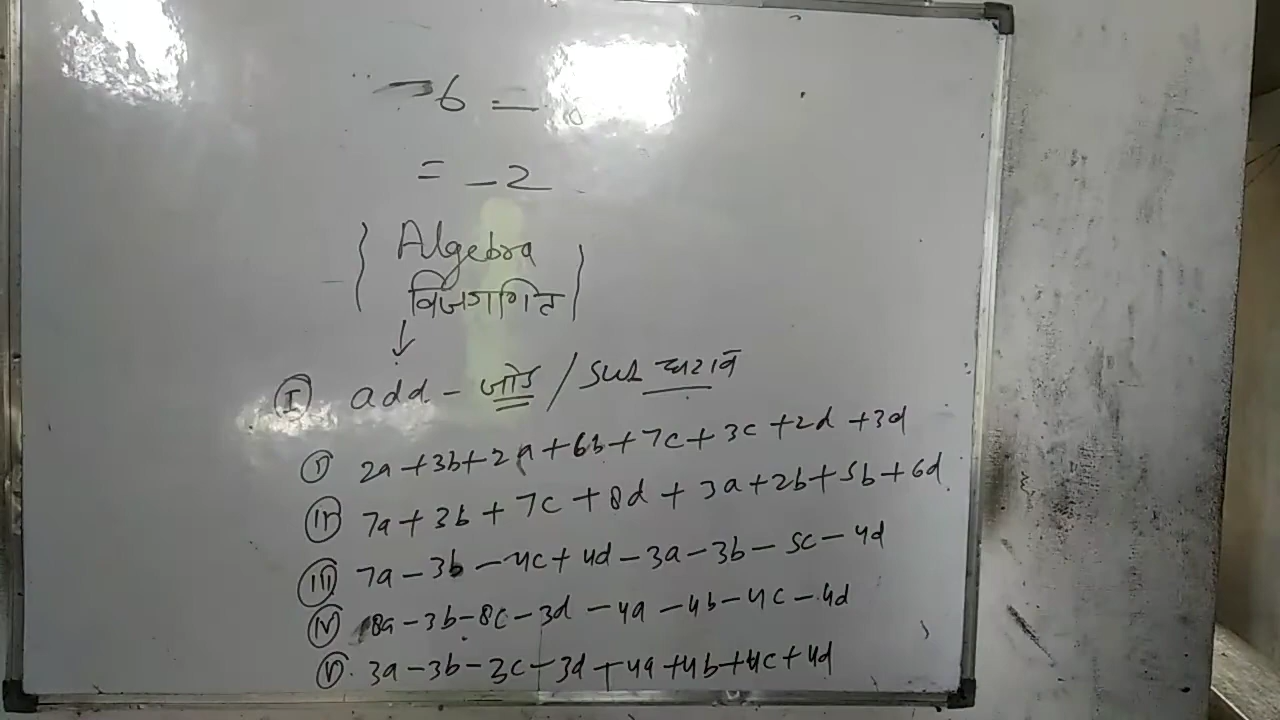 -6 -
= -2
Algebra
विजगणित
I add - जोड / Sub घटाव
i 2a+3b+2a+6b+7c+3c+2d+3d
ii 7a+3b+7c+8d+3a+2b+5b+6d
iii 7a-3b-4c+4d-3a-3b-5c-4d
iv 8a-3b-8c-3d-4a-4b-4c-4d
v. 3a-3b-3c-3d+4a+4b+4c+4d